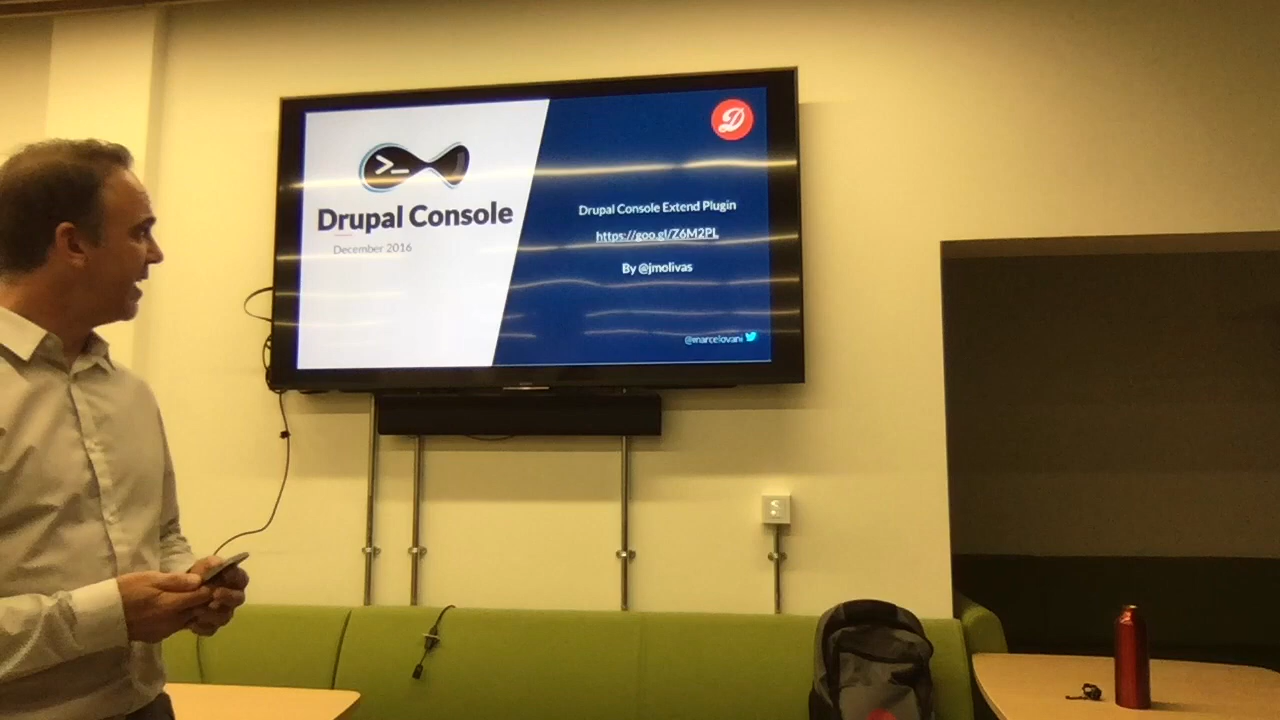 >_
Drupal Console
December 2016
D
Drupal Console Extend Plugin
https://goo.gl/Z6M2PL
By @jmolivas
@marcelovani